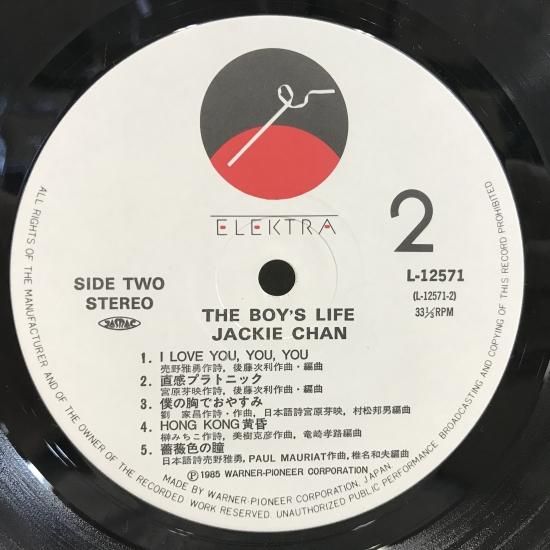 ELEKTRA
2
SIDE TWO
STEREO
JASRAC
L-12571
(L-12571-2)
33⅓RPM
THE BOY'S LIFE
JACKIE CHAN
1. I LOVE YOU, YOU, YOU
売野雅勇作詩, 後藤次利作曲・編曲
2. 直感プラトニック
宮原芽映作詩, 後藤次利作曲・編曲
3. 僕の胸でおやすみ
劉 家昌作詩・作曲, 日本語詩宮原芽映, 村松邦男編曲
4. HONG KONG 黄昏
榊みちこ作詩, 美樹克彦作曲, 竜崎孝路編曲
5. 薔薇色の瞳
日本語詩売野雅勇, PAUL MAURIAT作曲, 椎名和夫編曲
Ⓟ1985 WARNER-PIONEER CORPORATION
MADE BY WARNER-PIONEER CORPORATION, JAPAN.
ALL RIGHTS OF THE MANUFACTURER AND OF THE OWNER OF THE RECORDED WORK RESERVED. UNAUTHORIZED PUBLIC PERFORMANCE BROADCASTING AND COPYING OF THIS RECORD PROHIBITED